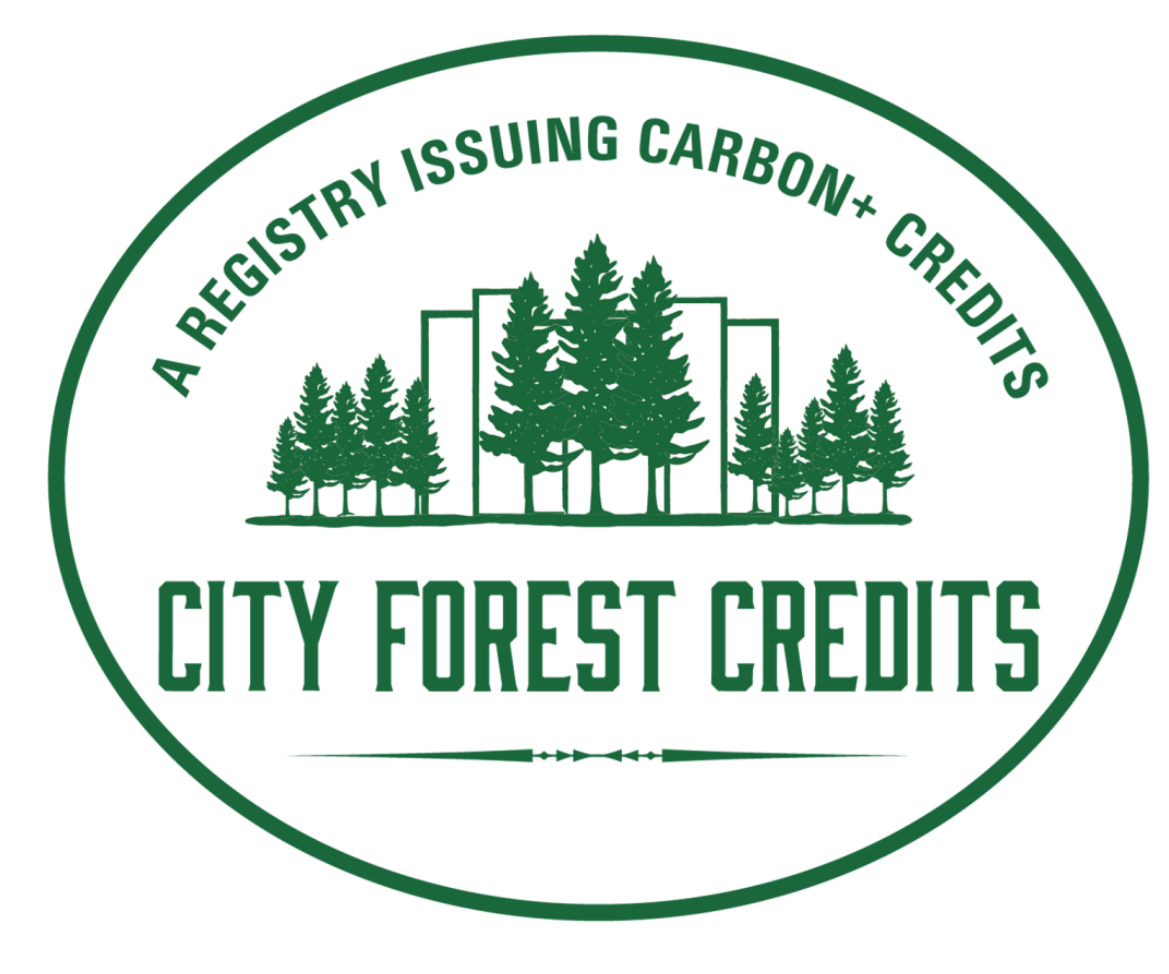 A REGISTRY ISSUING CARBON+ CREDITS
CITY FOREST CREDITS